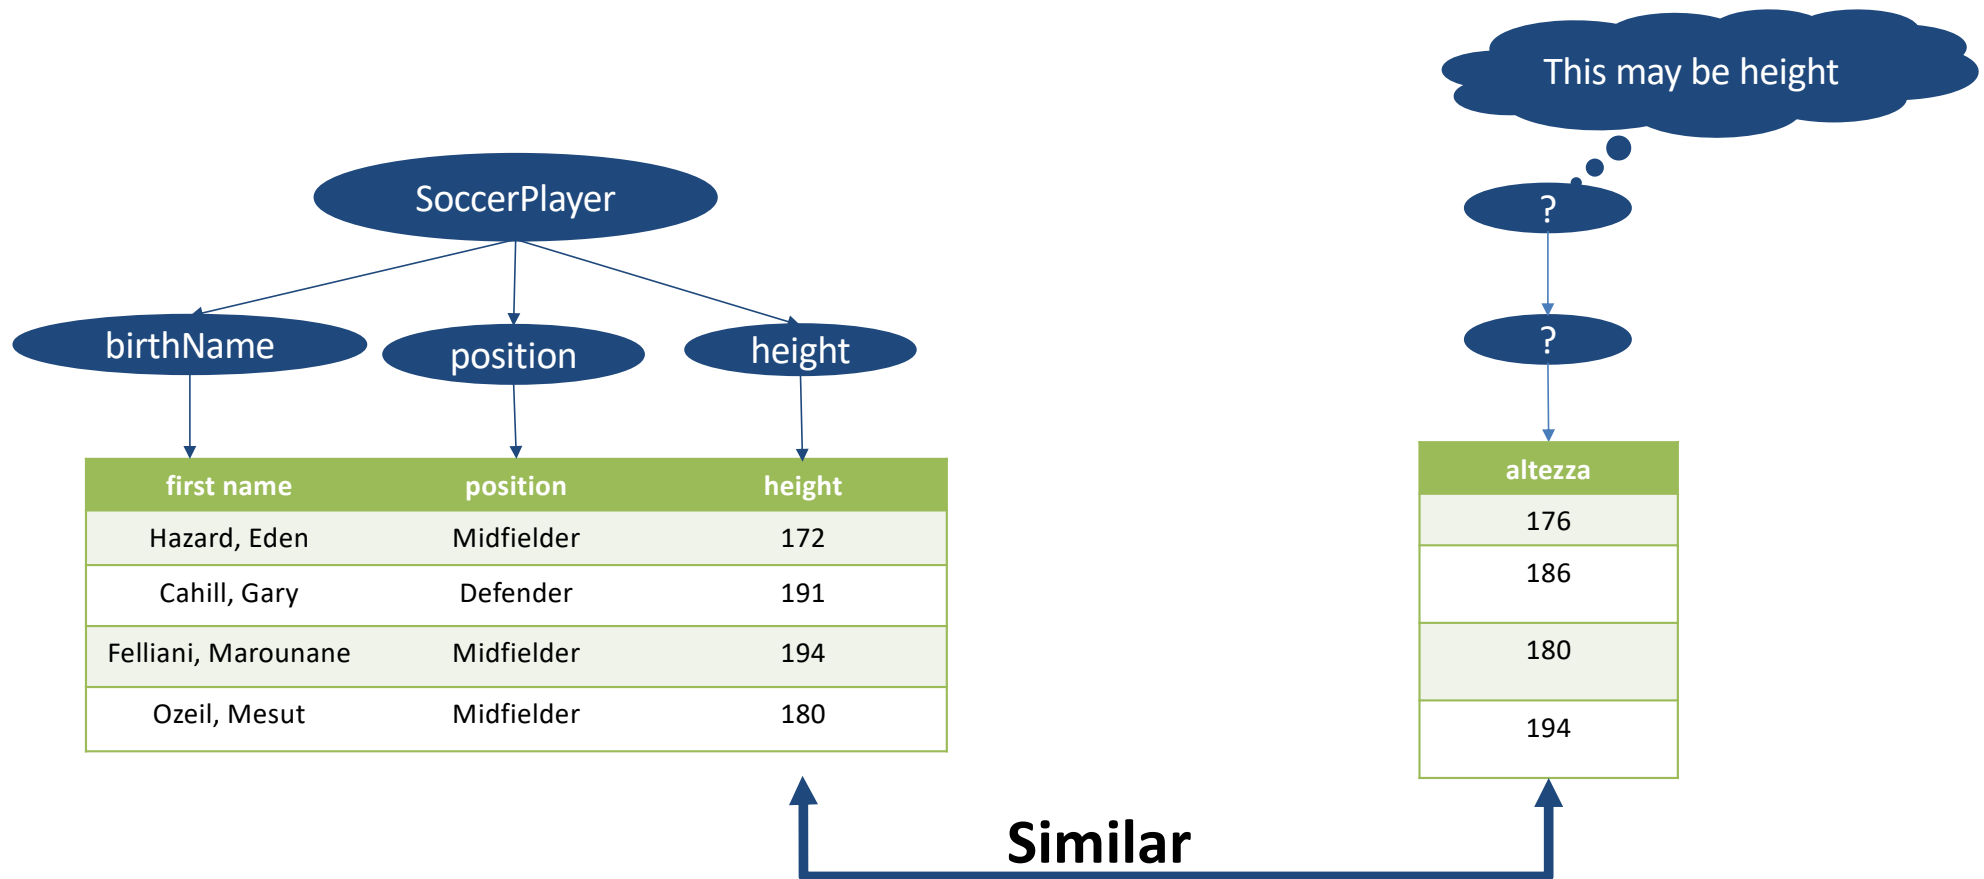 This may be height
SoccerPlayer
?
birthName
position
height
?
first name position height
Hazard, Eden Midfielder 172
Cahill, Gary Defender 191
Felliani, Marounane Midfielder 194
Ozeil, Mesut Midfielder 180
altezza
176
186
180
194
Similar